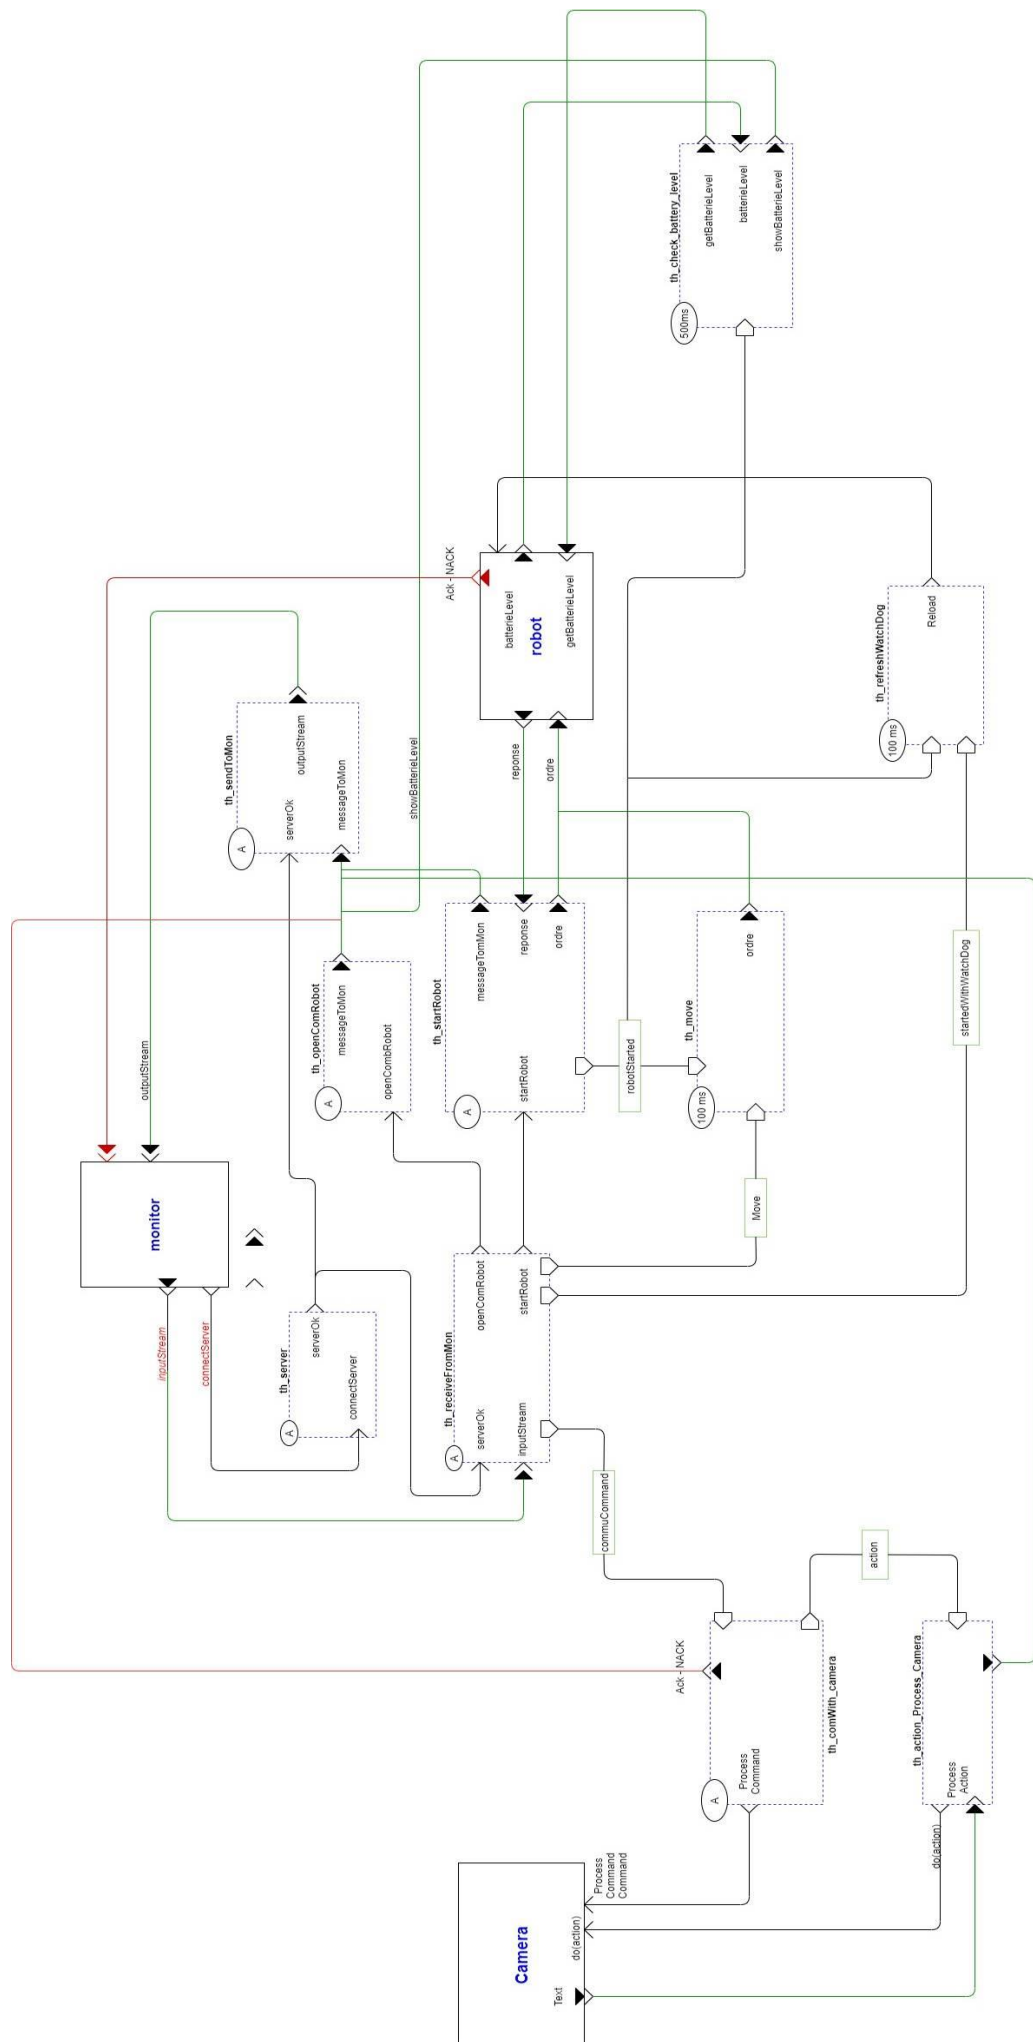 monitor
outputStream
inputStream
connectServer
th_server
A
serverOk
connectServer
th_sendToMon
A
serverOk
outputStream
messageToMon
th_openComRobot
A
messageToMon
openCombRobot
showBatterieLevel
th_receiveFromMon
A
serverOk
openComRobot
inputStream
startRobot
th_startRobot
A
messageTomMon
startRobot
reponse
ordre
reponse
ordre
Ack - NACK
batterieLevel
robot
getBatterieLevel
Camera
Text
do(action)
Process
Command
Command
commuCommand
robotStarted
th_check_battery_level
500ms
getBatterieLevel
batterieLevel
showBatterieLevel
Ack - NACK
A
Process
Command
th_comWith_camera
th_move
100 ms
ordre
Move
action
th_refreshWatchDog
100 ms
Reload
startedWithWatchDog
th_action_Process_Camera
do(action)
Process
Action